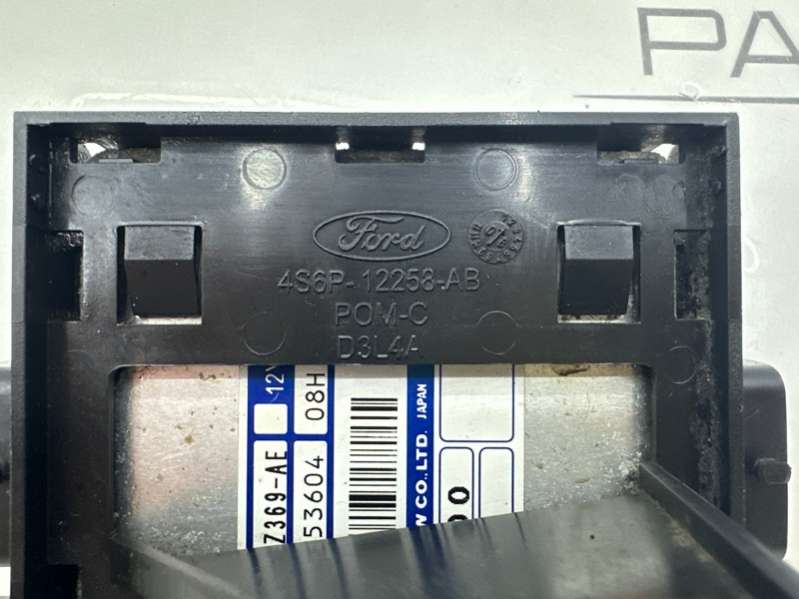 PA
Ford
4S6P-12258-AB
POM-C
D3L4A
Z369-AE
12V
53604
08H
W CO.,LTD. JAPAN
00